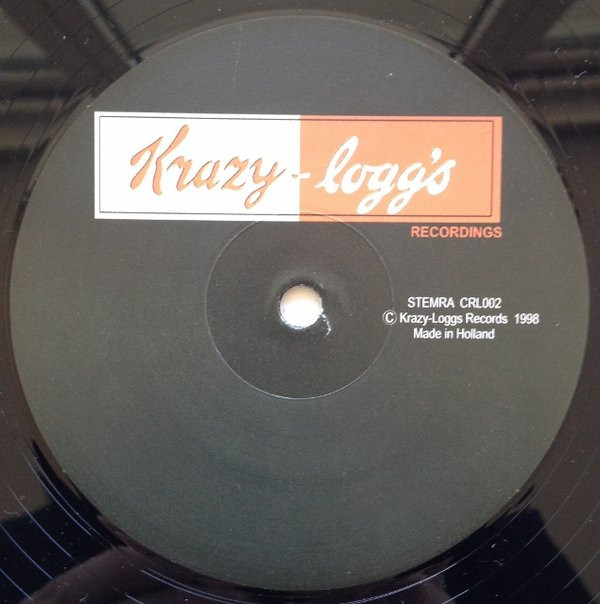 Krazy-logg's
RECORDINGS
STEMRA CRL002
© Krazy-Loggs Records 1998
Made in Holland